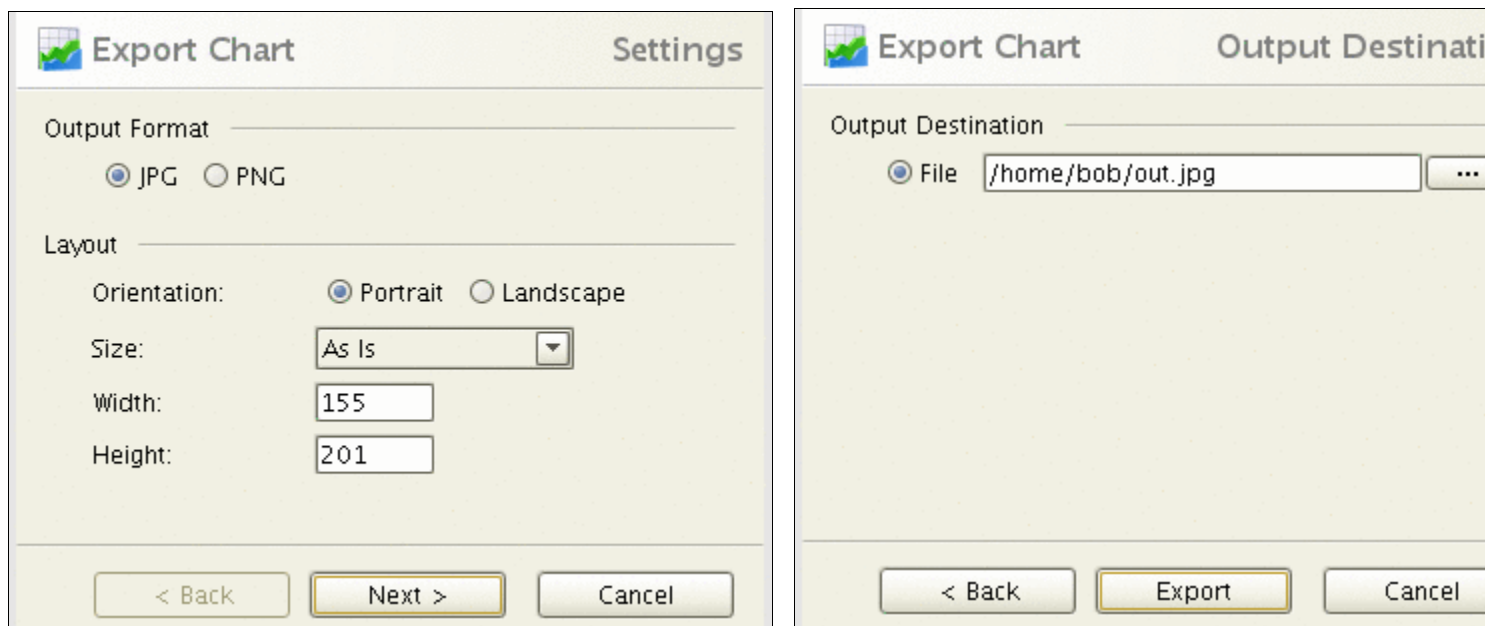 Export Chart Settings
Output Format
JPG PNG
Layout
Orientation: Portrait Landscape
Size: As Is
Width: 155
Height: 201
< Back Next > Cancel
Export Chart Output Destinati
Output Destination
File /home/bob/out.jpg ...
< Back Export Cancel